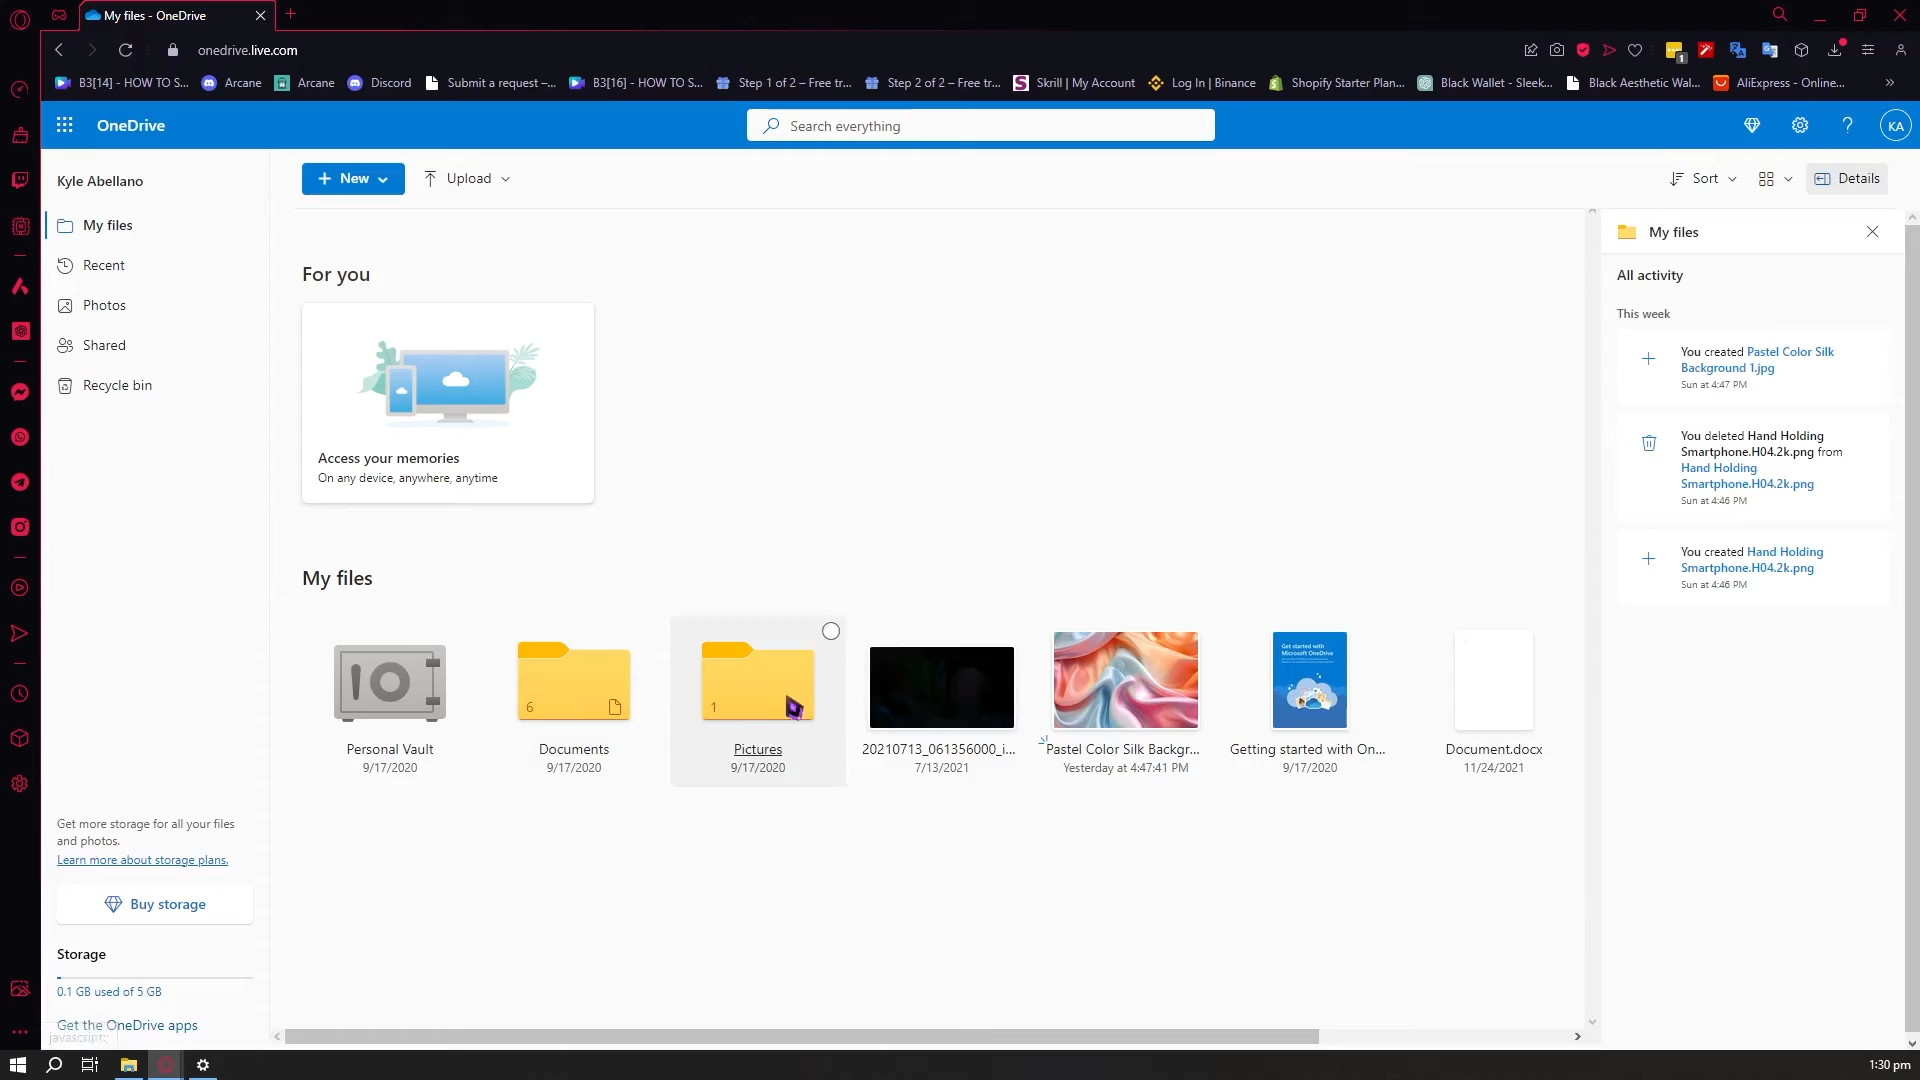 My files - OneDrive
onedrive.live.com
1
B3[14] - HOW TO S...
Arcane
Arcane
Discord
Submit a request –...
B3[16] - HOW TO S...
Step 1 of 2 – Free tr...
Step 2 of 2 – Free tr...
Skrill | My Account
Log In | Binance
Shopify Starter Plan,...
Black Wallet - Sleek...
Black Aesthetic Wal...
AliExpress - Online...
OneDrive
Search everything
KA
Kyle Abellano
New
Upload
Sort
Details
My files
Recent
Photos
Shared
Recycle bin
For you
Access your memories
On any device, anywhere, anytime
My files
6
1
Get started with
Microsoft OneDrive
Personal Vault
9/17/2020
Documents
9/17/2020
Pictures
9/17/2020
20210713_061356000_i...
7/13/2021
Pastel Color Silk Backgr...
Yesterday at 4:47:41 PM
Getting started with On...
9/17/2020
Document.docx
11/24/2021
My files
All activity
This week
You created Pastel Color Silk
Background 1.jpg
Sun at 4:47 PM
You deleted Hand Holding
Smartphone.H04.2k.png from
Hand Holding
Smartphone.H04.2k.png
Sun at 4:46 PM
You created Hand Holding
Smartphone.H04.2k.png
Sun at 4:46 PM
Get more storage for all your files
and photos.
Learn more about storage plans.
Buy storage
Storage
0.1 GB used of 5 GB
Get the OneDrive apps
javascript:;
1:30 pm